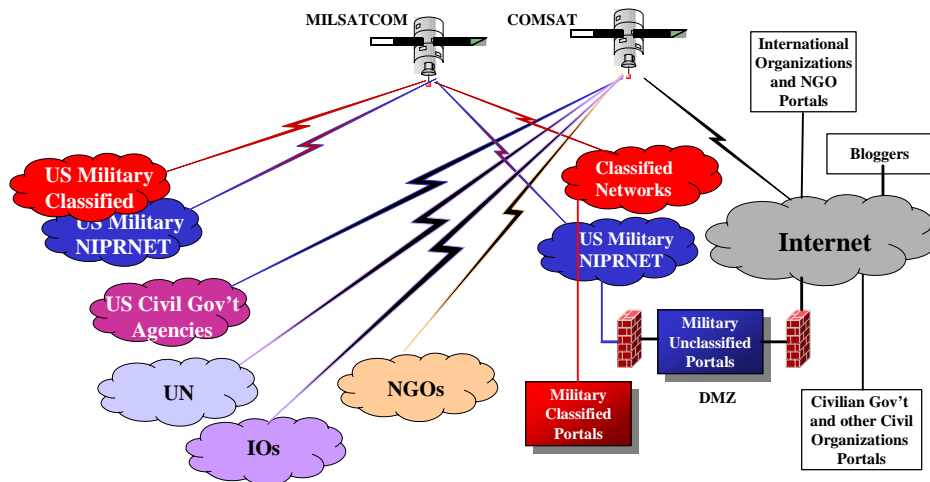 MILSATCOM
COMSAT
International
Organizations
and NGO
Portals
Bloggers
US Military
Classified
US Military
NIPRNET
Classified
Networks
US Military
NIPRNET
Internet
US Civil Gov't
Agencies
Military
Unclassified
Portals
UN
NGOs
IOs
DMZ
Military
Classified
Portals
Civilian Gov't
and other Civil
Organizations
Portals